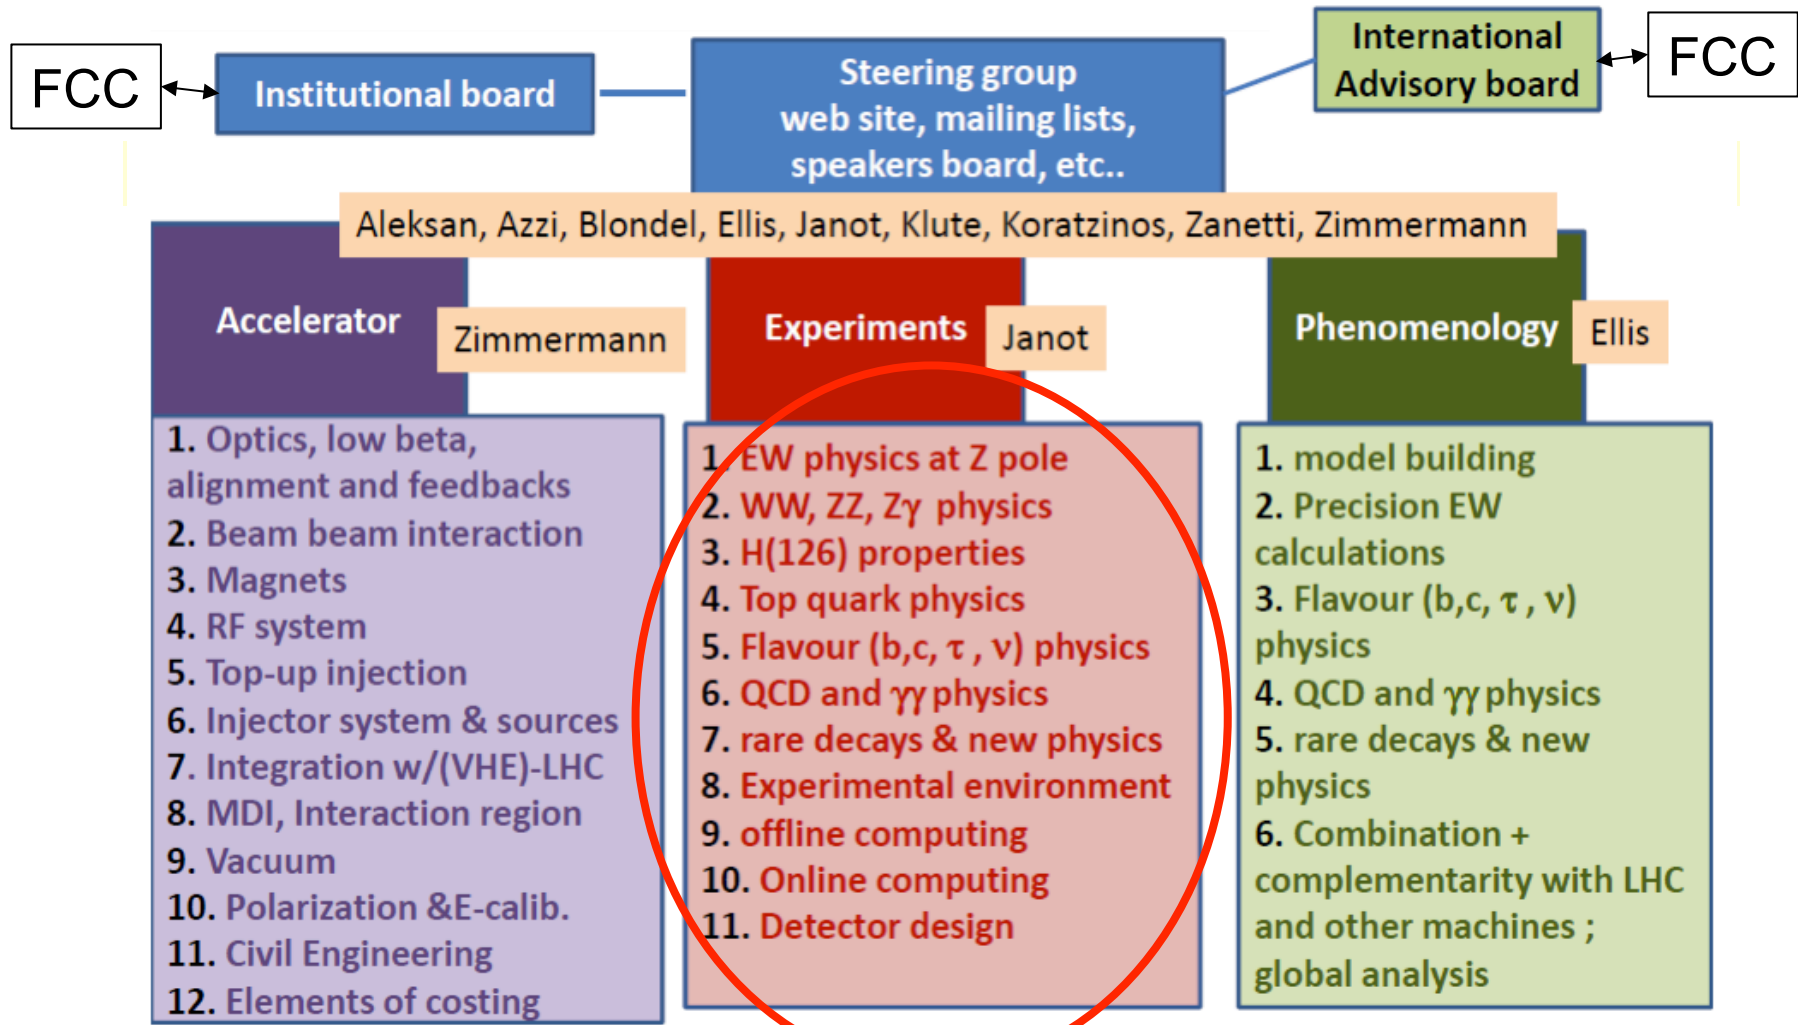 FCC
Institutional board
Steering group
web site, mailing lists,
speakers board, etc..
International
Advisory board
FCC
Aleksan, Azzi, Blondel, Ellis, Janot, Klute, Koratzinos, Zanetti, Zimmermann
Accelerator
Zimmermann
1. Optics, low beta,
alignment and feedbacks
2. Beam beam interaction
3. Magnets
4. RF system
5. Top-up injection
6. Injector system & sources
7. Integration w/(VHE)-LHC
8. MDI, Interaction region
9. Vacuum
10. Polarization &E-calib.
11. Civil Engineering
12. Elements of costing
Experiments
Janot
1. EW physics at Z pole
2. WW, ZZ, Zγ physics
3. H(126) properties
4. Top quark physics
5. Flavour (b,c, τ , ν) physics
6. QCD and γγ physics
7. rare decays & new physics
8. Experimental environment
9. offline computing
10. Online computing
11. Detector design
Phenomenology
Ellis
1. model building
2. Precision EW
calculations
3. Flavour (b,c, τ , ν)
physics
4. QCD and γγ physics
5. rare decays & new
physics
6. Combination +
complementarity with LHC
and other machines ;
global analysis